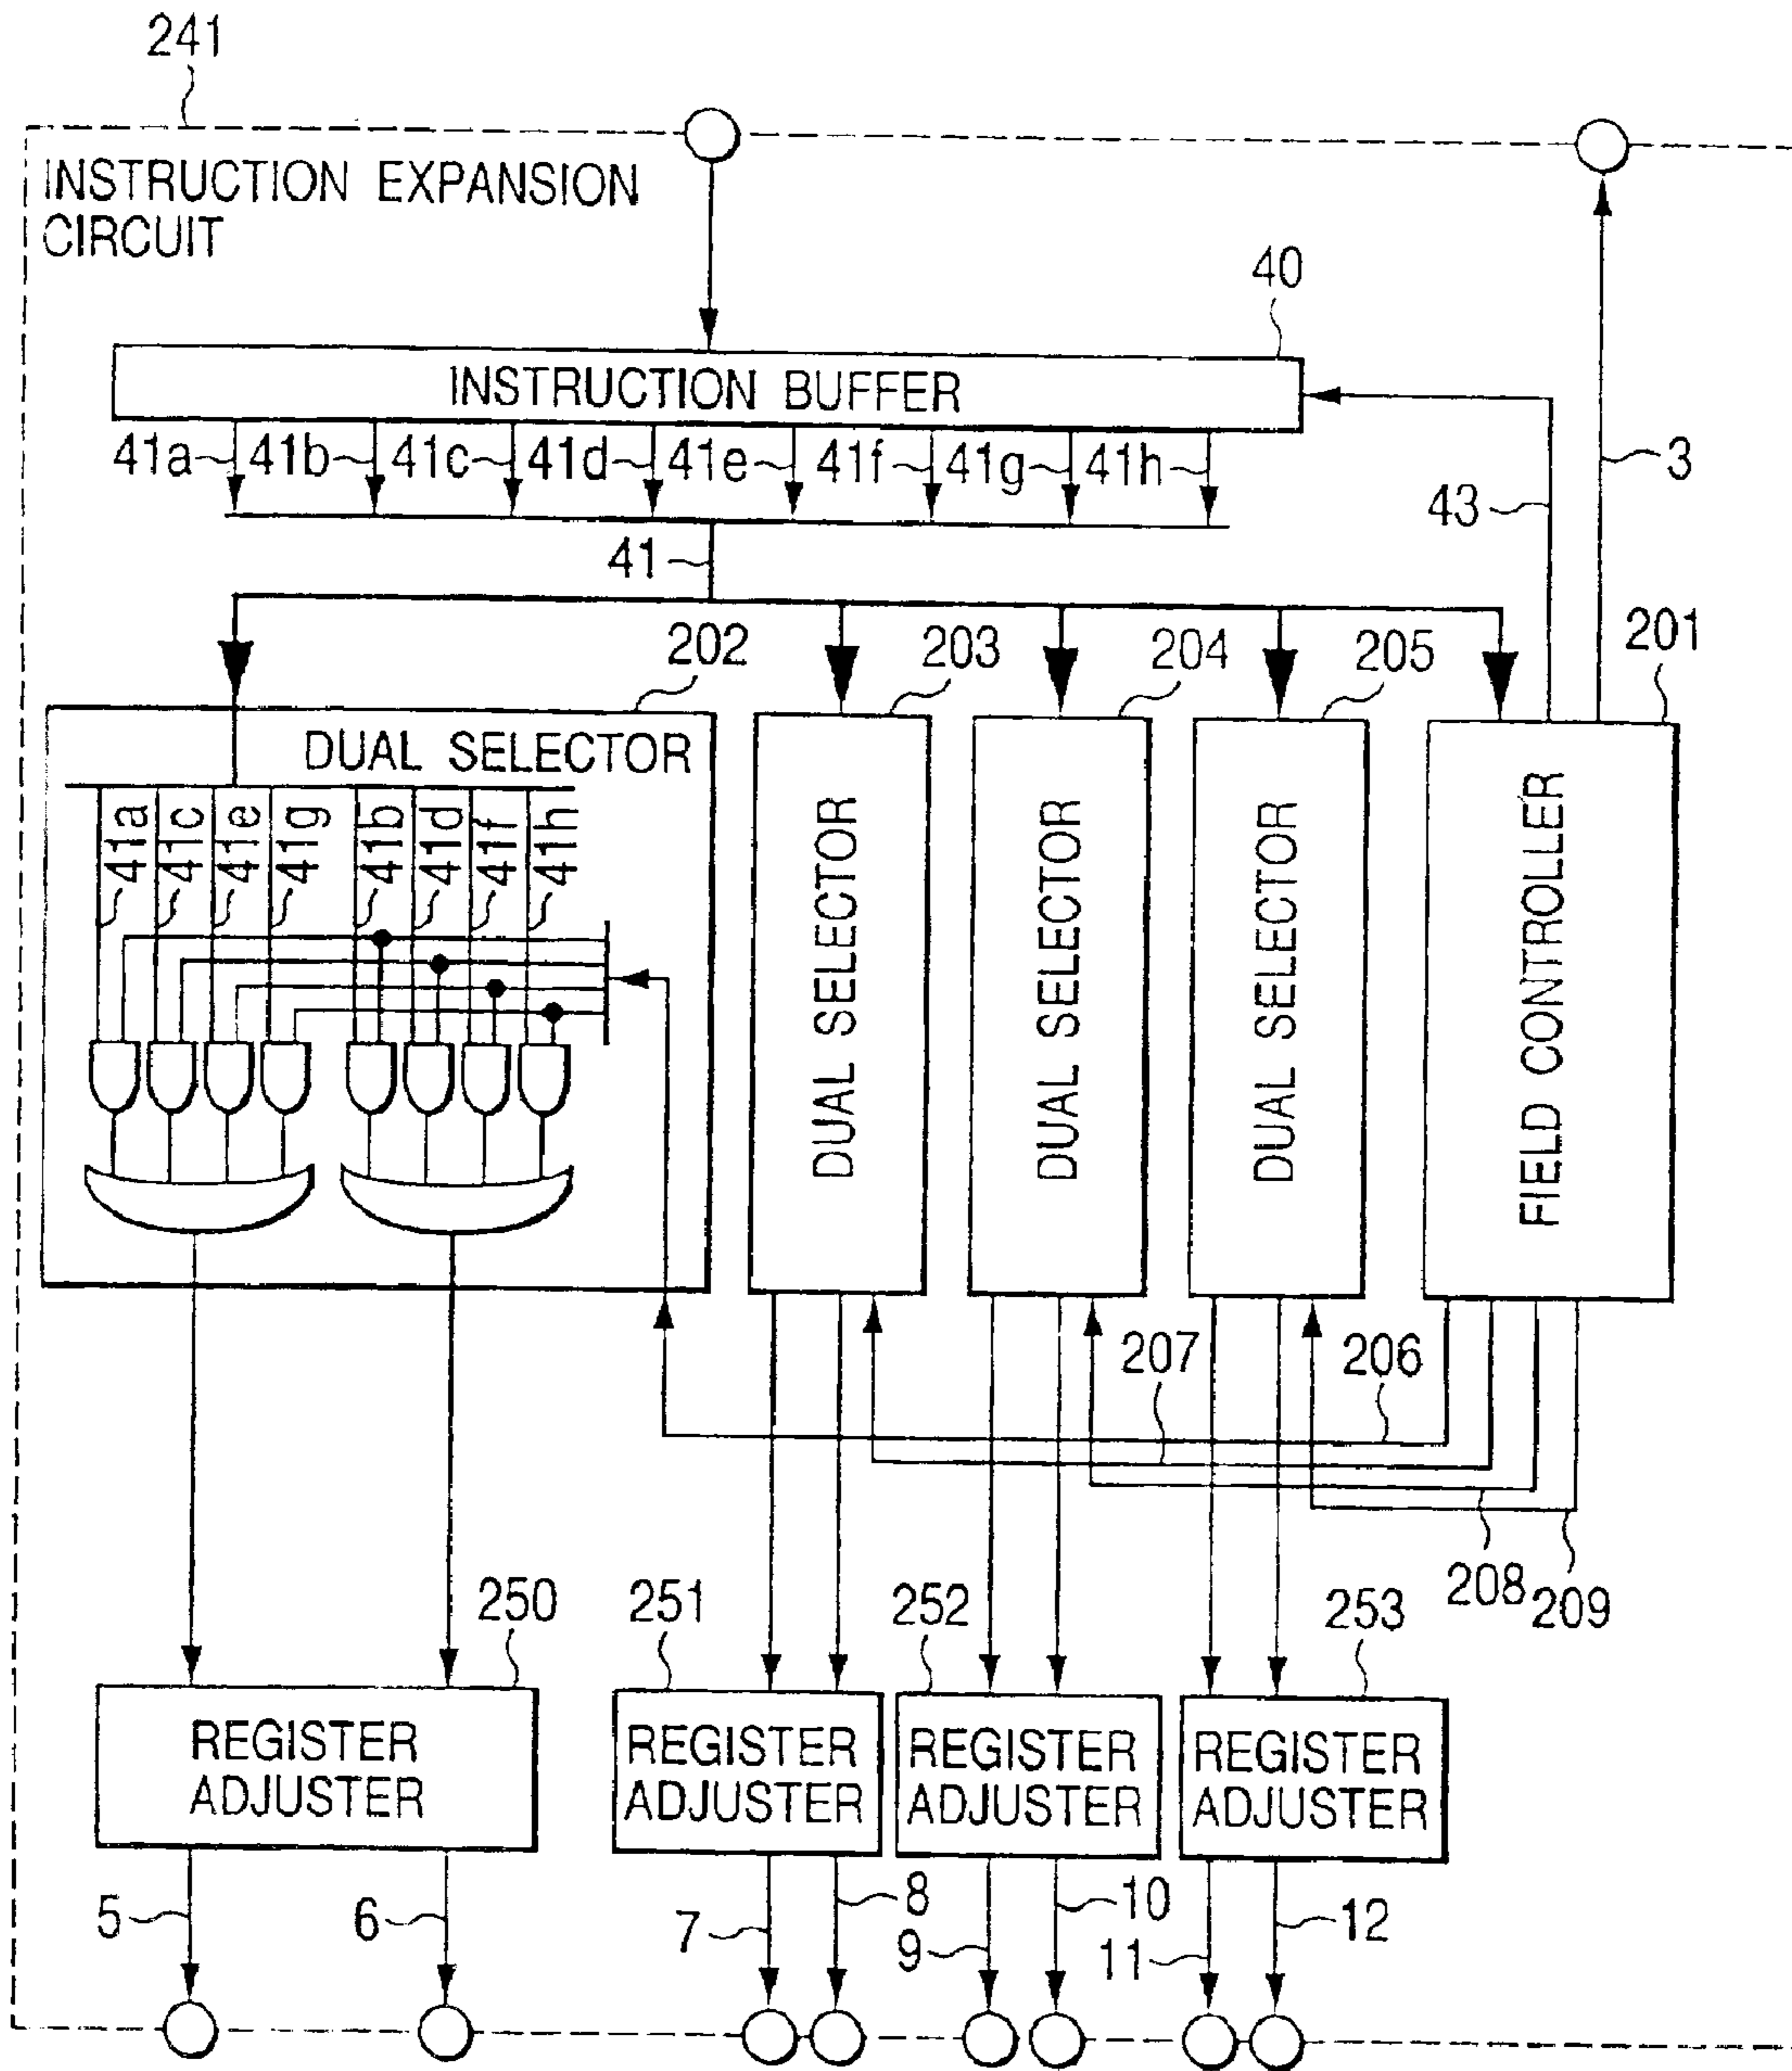 241
INSTRUCTION EXPANSION
CIRCUIT
40
INSTRUCTION BUFFER
41a 41b 41c 41d 41e 41f 41g 41h
43
3
41
202
203
204
205
201
DUAL SELECTOR
41a
41c
41e
41g
41b
41d
41f
41h
DUAL SELECTOR
DUAL SELECTOR
DUAL SELECTOR
FIELD CONTROLLER
207
206
208
209
250
251
252
253
REGISTER
ADJUSTER
REGISTER
ADJUSTER
REGISTER
ADJUSTER
REGISTER
ADJUSTER
5
6
7
8
9
10
11
12